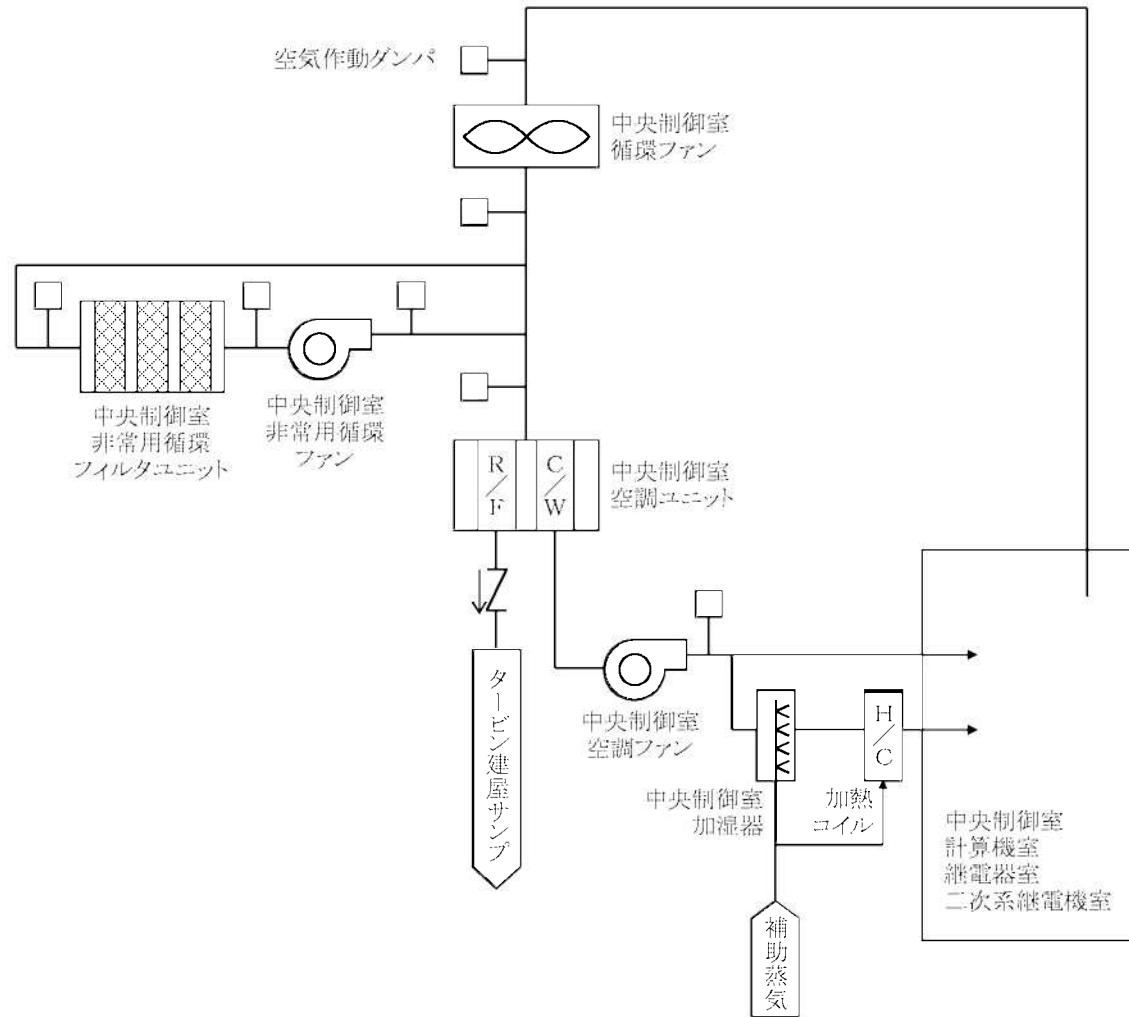 空気作動ダンパ
中央制御室
循環ファン
中央制御室
非常用循環
フィルタユニット
中央制御室
非常用循環
ファン
R/F
C/W
中央制御室
空調ユニット
タービン建屋サンプ
中央制御室
空調ファン
H/C
中央制御室
加湿器
加熱
コイル
中央制御室
計算機室
継電器室
二次系継電機室
補助蒸気